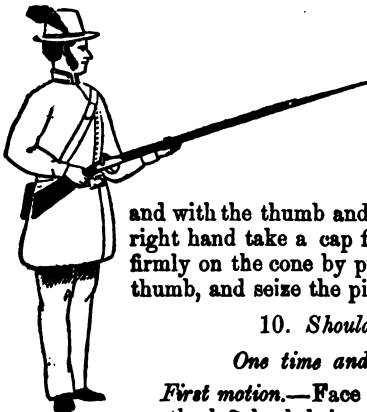 and with the thumb and
right hand take a cap f
firmly on the cone by p
thumb, and seize the pi
10. Shoul
One time and
First motion.—Face